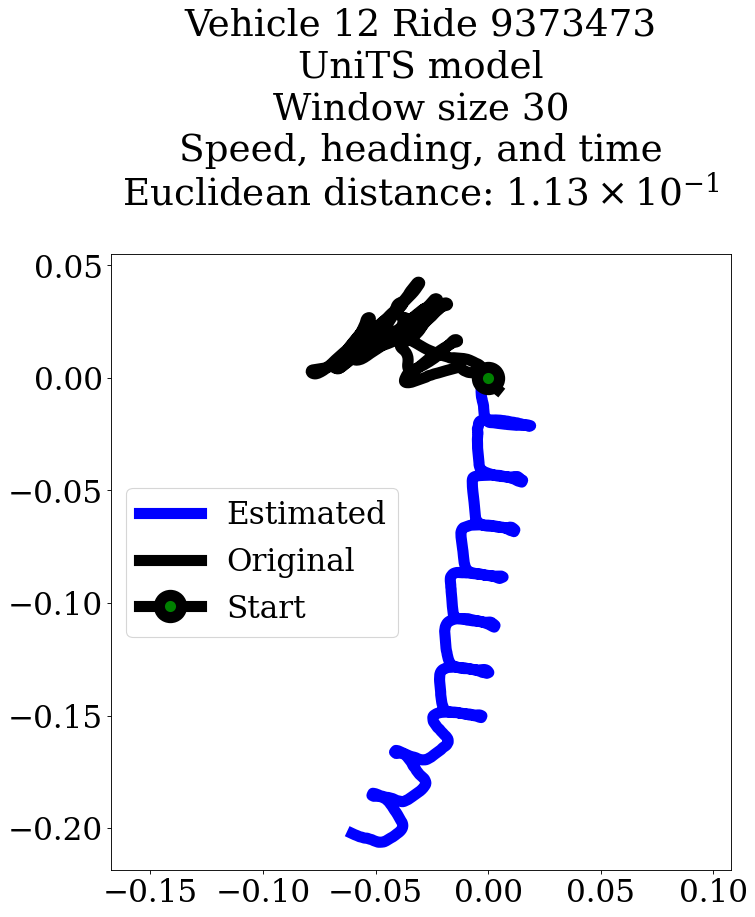 Vehicle 12 Ride 9373473
UniTS model
Window size 30
Speed, heading, and time
Euclidean distance: 1.13 × 10⁻¹
0.05
0.00
−0.05
−0.10
−0.15
−0.20
Estimated
Original
Start
−0.15 −0.10 −0.05 0.00 0.05 0.10